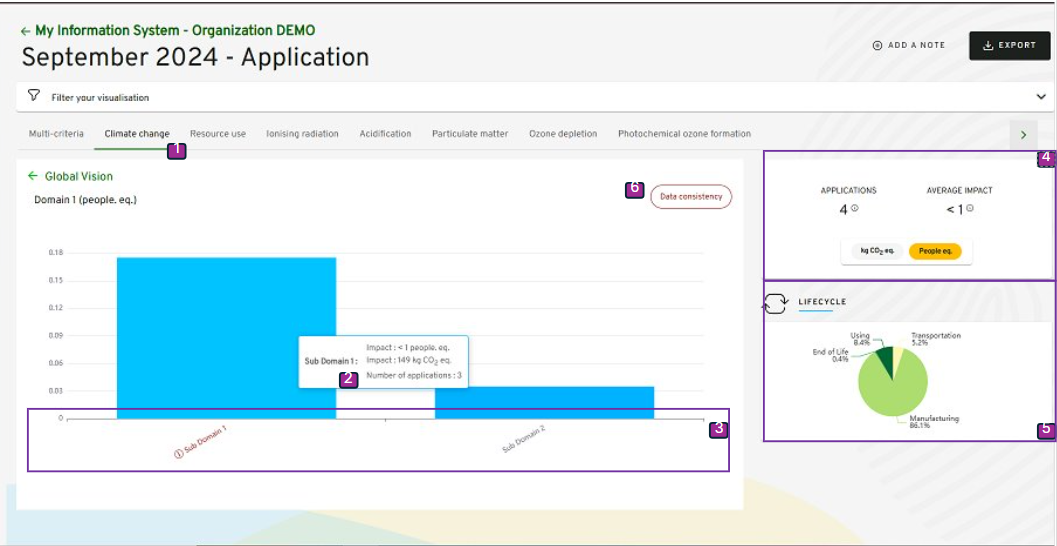 ← My Information System - Organization DEMO
September 2024 - Application
ADD A NOTE
EXPORT
Filter your visualisation
Multi-criteria Climate change Resource use Ionising radiation Acidification Particulate matter Ozone depletion Photochemical ozone formation
1
← Global Vision
Domain 1 (people. eq.)
6
Data consistency
0.18
0.15
0.12
0.09
0.06
0.03
0
Sub Domain 1 :
Impact : < 1 people. eq.
Impact : 149 kg CO₂ eq.
Number of applications : 3
2
Sub Domain 1
Sub Domain 2
3
4
APPLICATIONS
4
AVERAGE IMPACT
< 1
kg CO₂ eq.
People eq.
LIFECYCLE
Using
8.4%
Transportation
5.2%
End of Life
0.4%
Manufacturing
86.1%
5